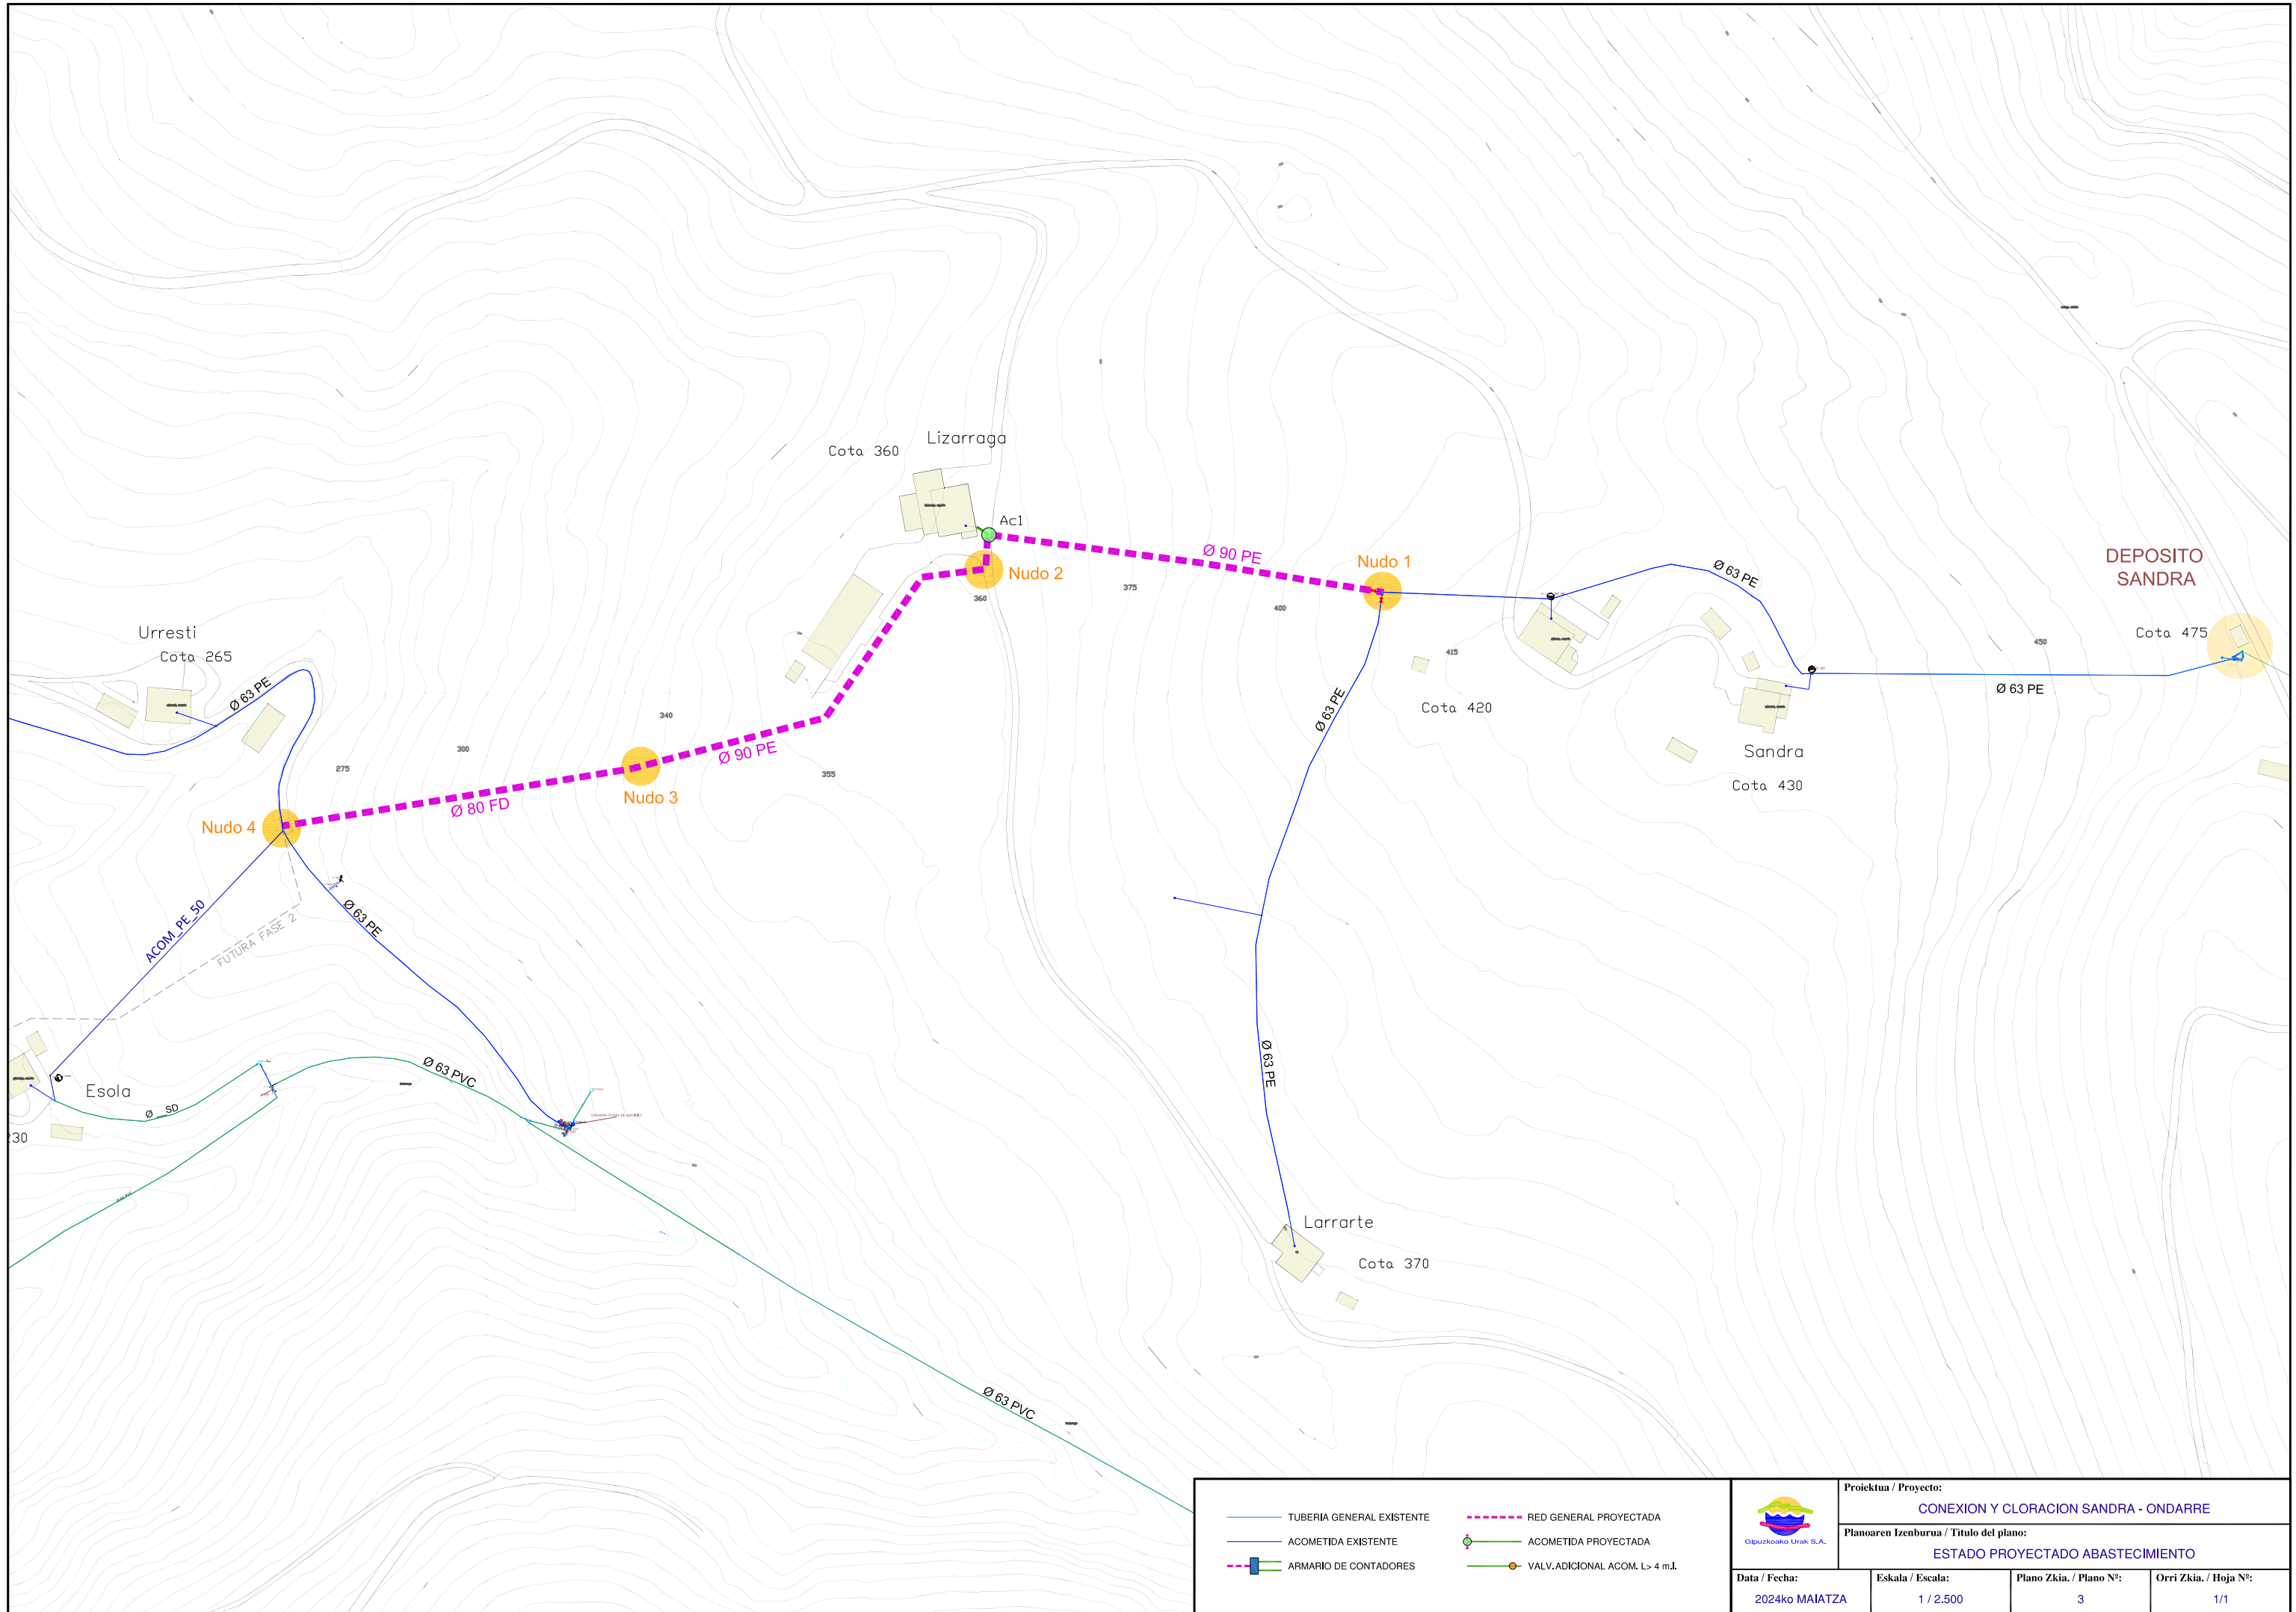 Lizarraga
Cota 360
Ac1
Ø 90 PE
Nudo 1
Nudo 2
360
375
400
Ø 63 PE
DEPOSITO
SANDRA
Cota 475
450
Ø 63 PE
415
Cota 420
Ø 63 PE
Sandra
Cota 430
Urresti
Cota 265
Ø 63 PE
340
300
275
355
Ø 90 PE
Nudo 3
Ø 80 FD
Nudo 4
ACOM_PE_50
FUTURA FASE 2
Ø 63 PE
Ø 63 PE
Esola
Ø __SD
Ø 63 PVC
Larrarte
Cota 370
Ø 63 PVC
TUBERIA GENERAL EXISTENTE
RED GENERAL PROYECTADA
ACOMETIDA EXISTENTE
ACOMETIDA PROYECTADA
ARMARIO DE CONTADORES
VALV.ADICIONAL ACOM. L> 4 m.l.
Gipuzkoako Urak S.A.
Proiektua / Proyecto:
CONEXION Y CLORACION SANDRA - ONDARRE
Planoaren Izenburua / Titulo del plano:
ESTADO PROYECTADO ABASTECIMIENTO
Data / Fecha:
2024ko MAIATZA
Eskala / Escala:
1 / 2.500
Plano Zkia. / Plano Nº:
3
Orri Zkia. / Hoja Nº:
1/1